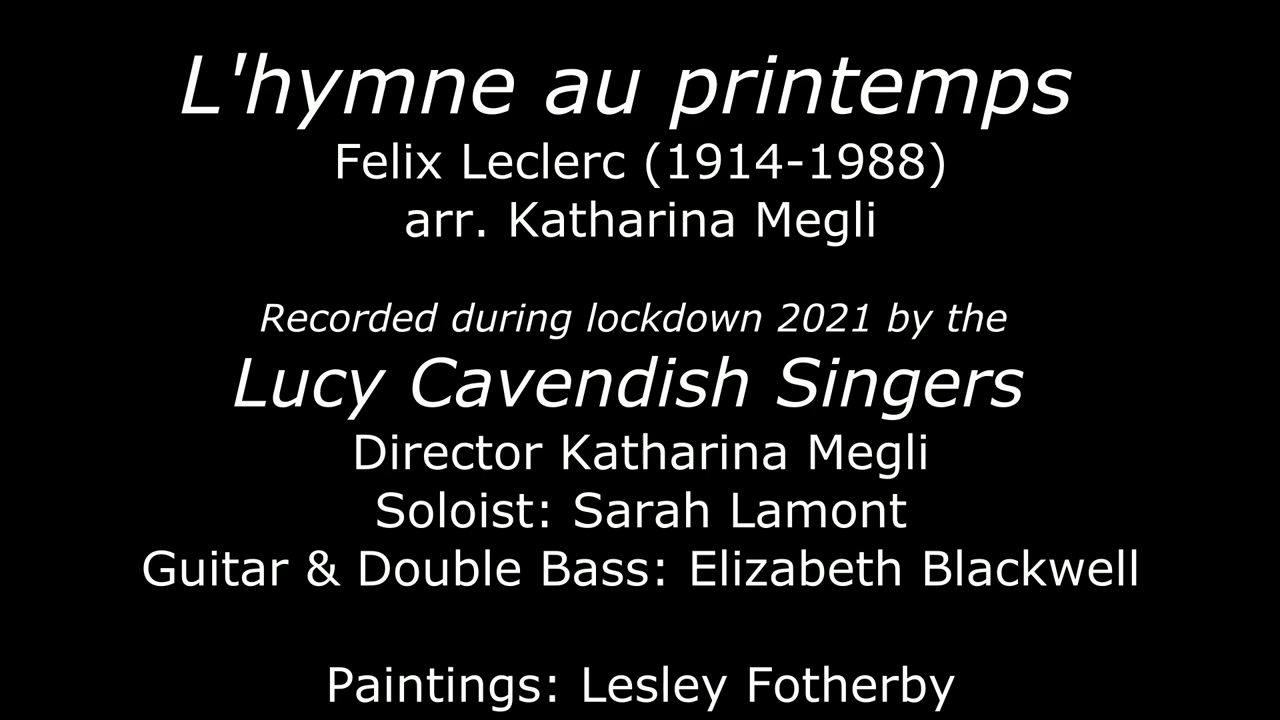 L'hymne au printemps
Felix Leclerc (1914-1988)
arr. Katharina Megli
Recorded during lockdown 2021 by the
Lucy Cavendish Singers
Director Katharina Megli
Soloist: Sarah Lamont
Guitar & Double Bass: Elizabeth Blackwell
Paintings: Lesley Fotherby